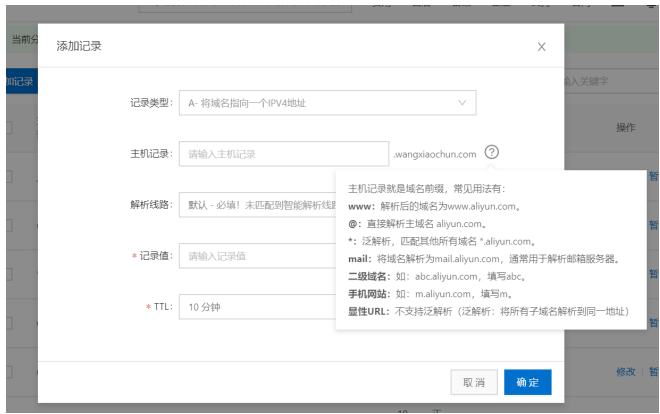 当前分
添加记录
加记录
输入关键字
记录类型：
A- 将域名指向一个IPV4地址
操作
主机记录：
请输入主机记录
.wangxiaochun.com
?
主机记录就是域名前缀，常见用法有：
www：解析后的域名为www.aliyun.com。
@：直接解析主域名 aliyun.com。
*：泛解析，匹配其他所有域名 *.aliyun.com。
mail：将域名解析为mail.aliyun.com，通常用于解析邮箱服务器。
二级域名：如：abc.aliyun.com，填写abc。
手机网站：如：m.aliyun.com，填写m。
显性URL：不支持泛解析（泛解析：将所有子域名解析到同一地址）
解析线路：
默认 - 必填！未匹配到智能解析线路
* 记录值：
请输入记录值
* TTL：
10 分钟
暂
暂
暂
暂
修改
暂
取消
确定